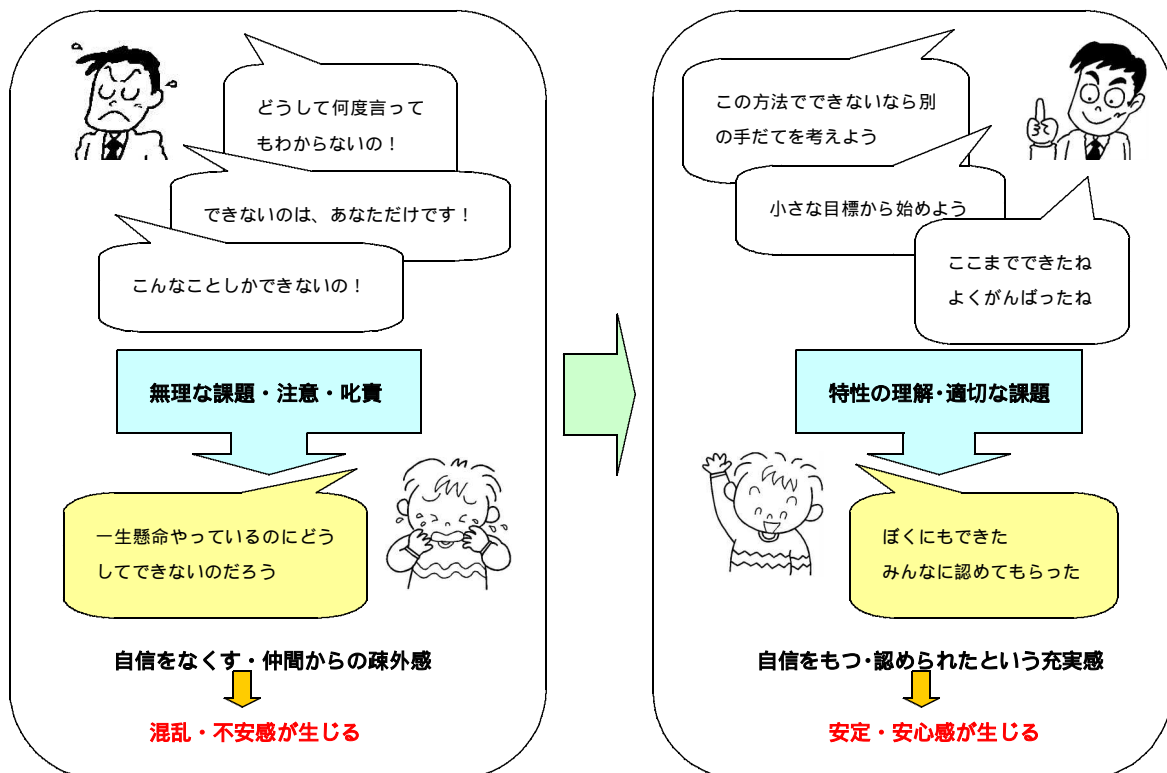 どうして何度言って
もわからないの！
できないのは、あなただけです！
こんなことしかできないの！
無理な課題・注意・叱責
一生懸命やっているのにどう
してできないのだろう
自信をなくす・仲間からの疎外感
混乱・不安感が生じる
この方法でできないなら別
の手だてを考えよう
小さな目標から始めよう
ここまでできたね
よくがんばったね
特性の理解・適切な課題
ぼくにもできた
みんなに認めてもらった
自信をもつ・認められたという充実感
安定・安心感が生じる